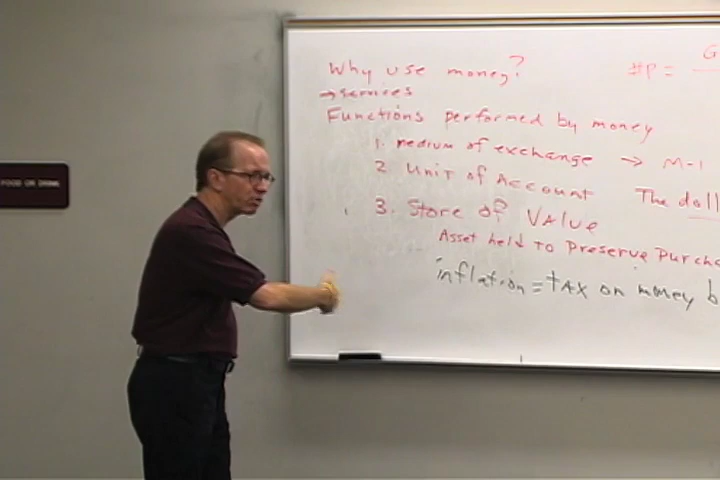 FOOD OR DRINK
Why use money?
#P = G
→services
Functions performed by money
1. medium of exchange → M-1
2 Unit of Account The doll
3. Store of VAlue
Asset held To Preserve Purcha
inflation = tAx on money b